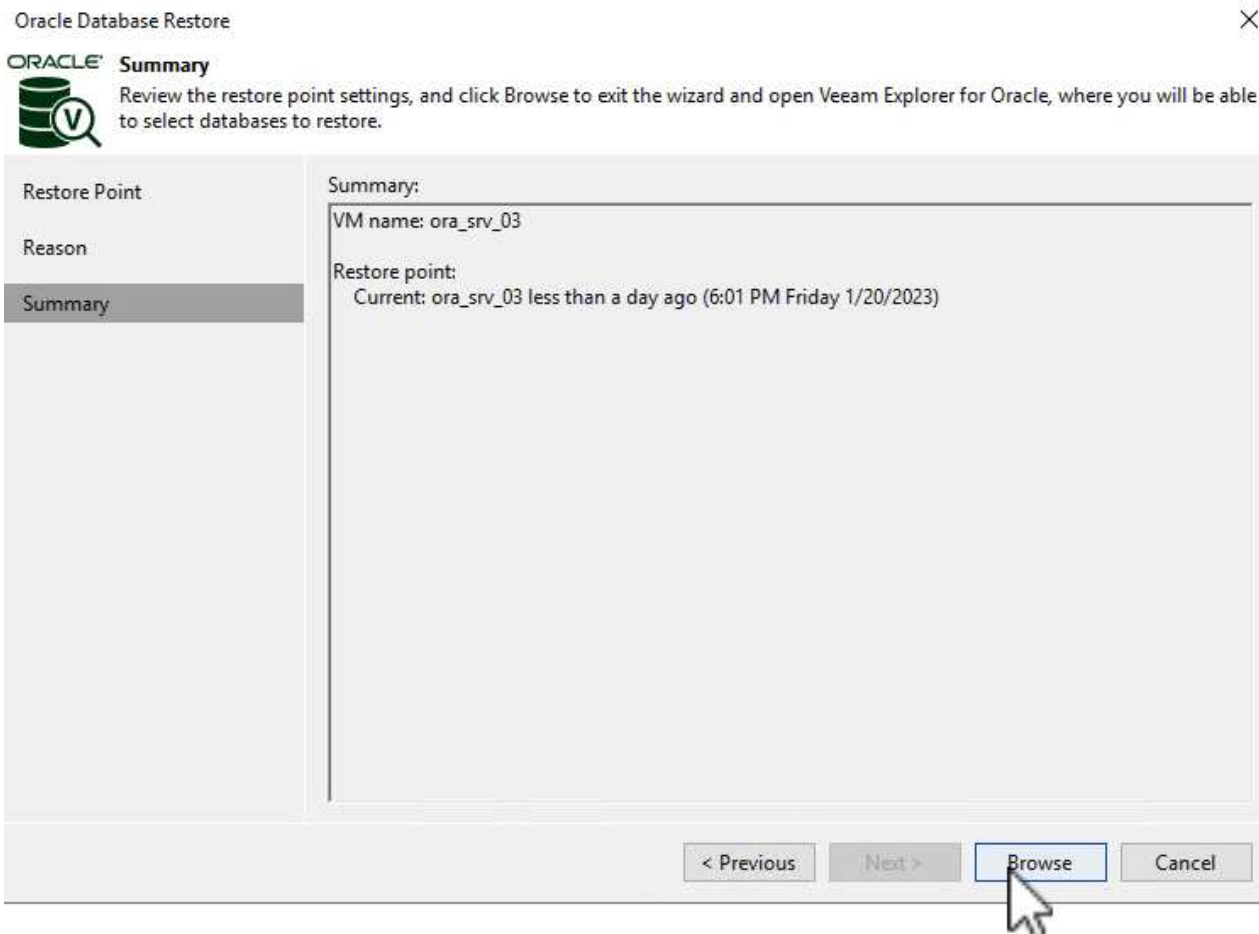 Oracle Database Restore
ORACLE
Summary
Review the restore point settings, and click Browse to exit the wizard and open Veeam Explorer for Oracle, where you will be able
to select databases to restore.
V
Restore Point
Reason
Summary
Summary:
VM name: ora_srv_03
Restore point:
Current: ora_srv_03 less than a day ago (6:01 PM Friday 1/20/2023)
< Previous
Next >
Browse
Cancel